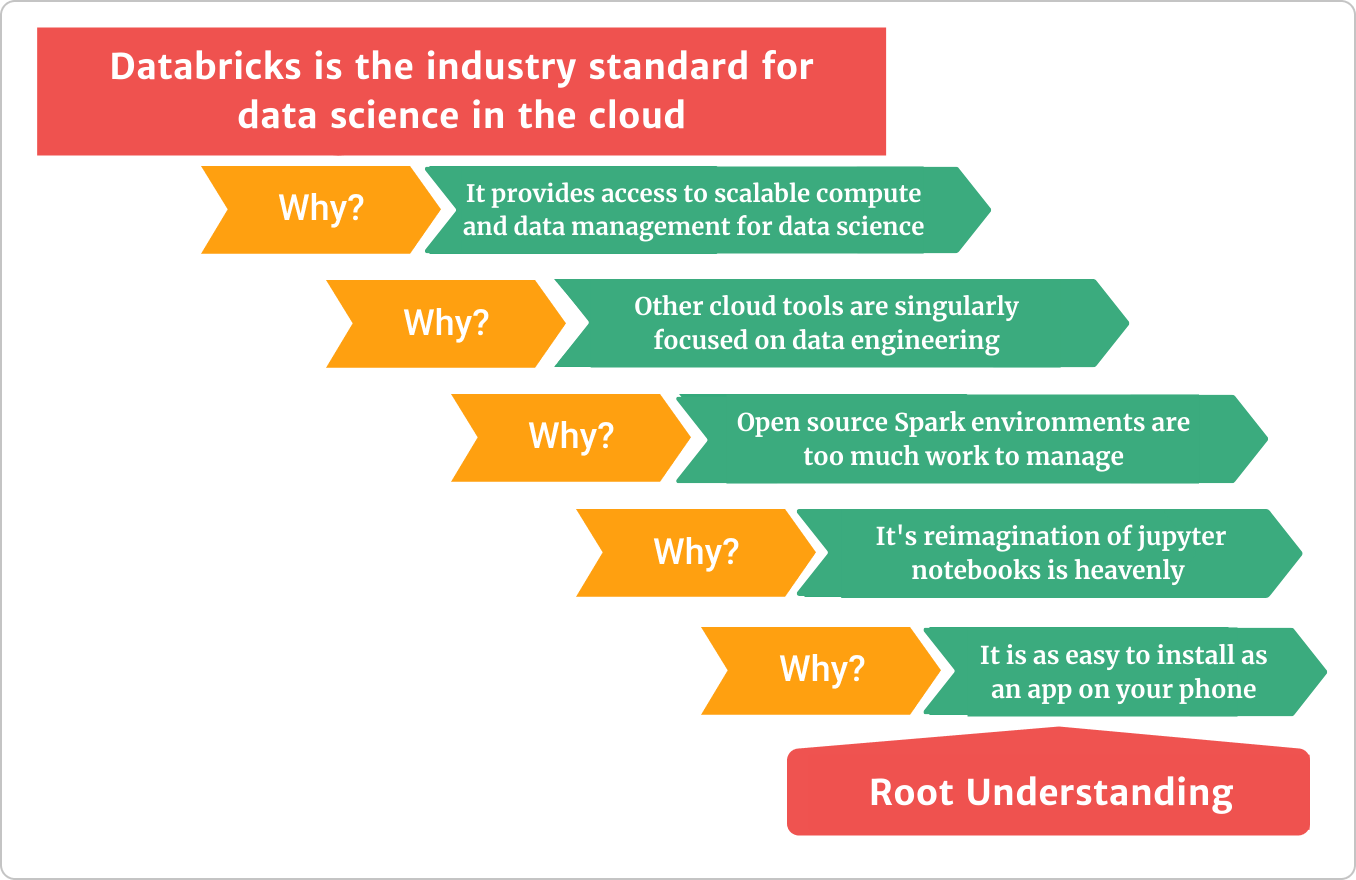 Databricks is the industry standard for
data science in the cloud
Why?
It provides access to scalable compute
and data management for data science
Why?
Other cloud tools are singularly
focused on data engineering
Why?
Open source Spark environments are
too much work to manage
Why?
It's reimagination of jupyter
notebooks is heavenly
Why?
It is as easy to install as
an app on your phone
Root Understanding